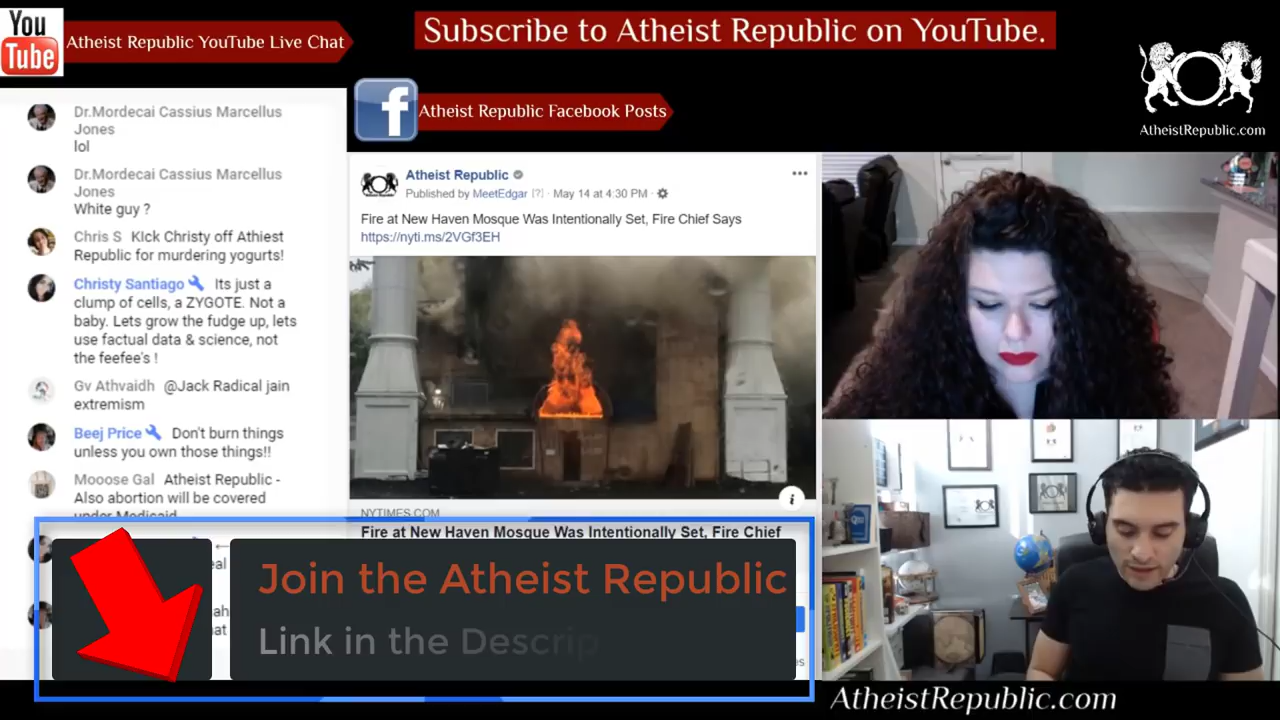 You
Tube
Atheist Republic YouTube Live Chat
Subscribe to Atheist Republic on YouTube.
AtheistRepublic.com
f
Atheist Republic Facebook Posts
Dr.Mordecai Cassius Marcellus
Jones
lol
Dr.Mordecai Cassius Marcellus
Jones
White guy ?
Chris S KIck Christy off Athiest
Republic for murdering yogurts!
Christy Santiago Its just a
clump of cells, a ZYGOTE. Not a
baby. Lets grow the fudge up, lets
use factual data & science, not
the feefee's !
Gv Athvaidh @Jack Radical jain
extremism
Beej Price Don't burn things
unless you own those things!!
Mooose Gal Atheist Republic -
Also abortion will be covered
under Medicaid
Atheist Republic
Published by MeetEdgar [?] · May 14 at 4:30 PM ·
Fire at New Haven Mosque Was Intentionally Set, Fire Chief Says
https://nyti.ms/2VGf3EH
NYTIMES.COM
Fire at New Haven Mosque Was Intentionally Set, Fire Chief
Join the Atheist Republic
Link in the Descrip
AtheistRepublic.com